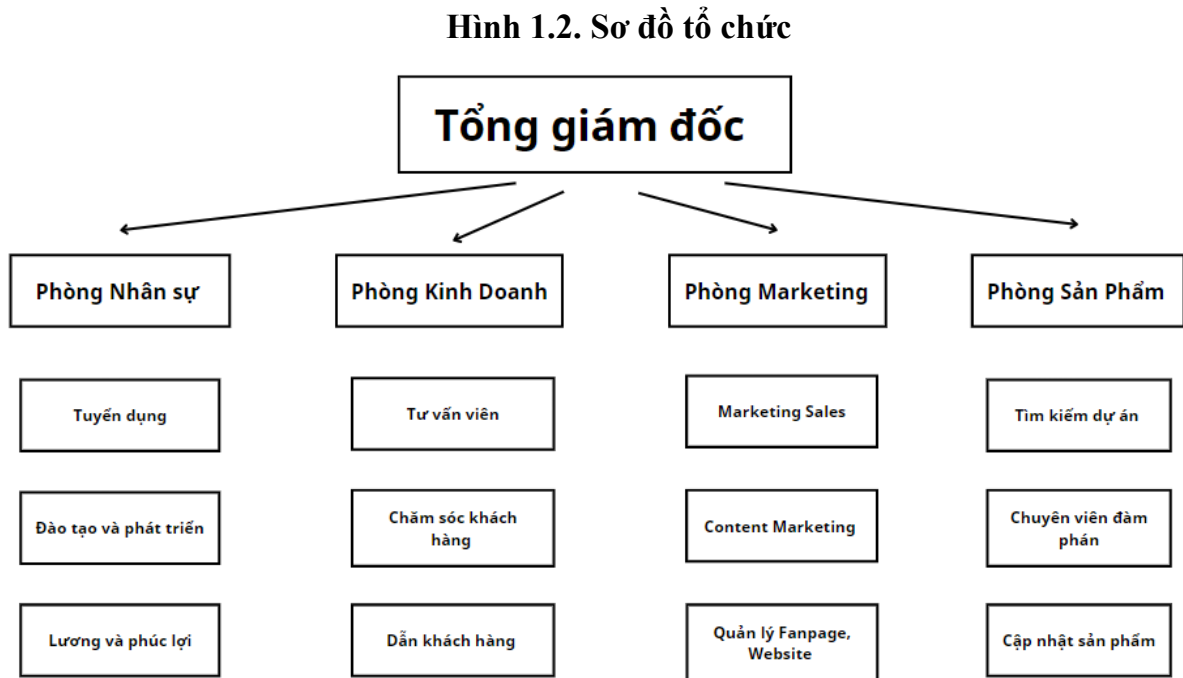 Hình 1.2. Sơ đồ tổ chức
Tổng giám đốc
Phòng Nhân sự
Phòng Kinh Doanh
Phòng Marketing
Phòng Sản Phẩm
Tuyển dụng
Tư vấn viên
Marketing Sales
Tìm kiếm dự án
Đào tạo và phát triển
Chăm sóc khách
hàng
Content Marketing
Chuyên viên đàm
phán
Lương và phúc lợi
Dẫn khách hàng
Quản lý Fanpage,
Website
Cập nhật sản phẩm